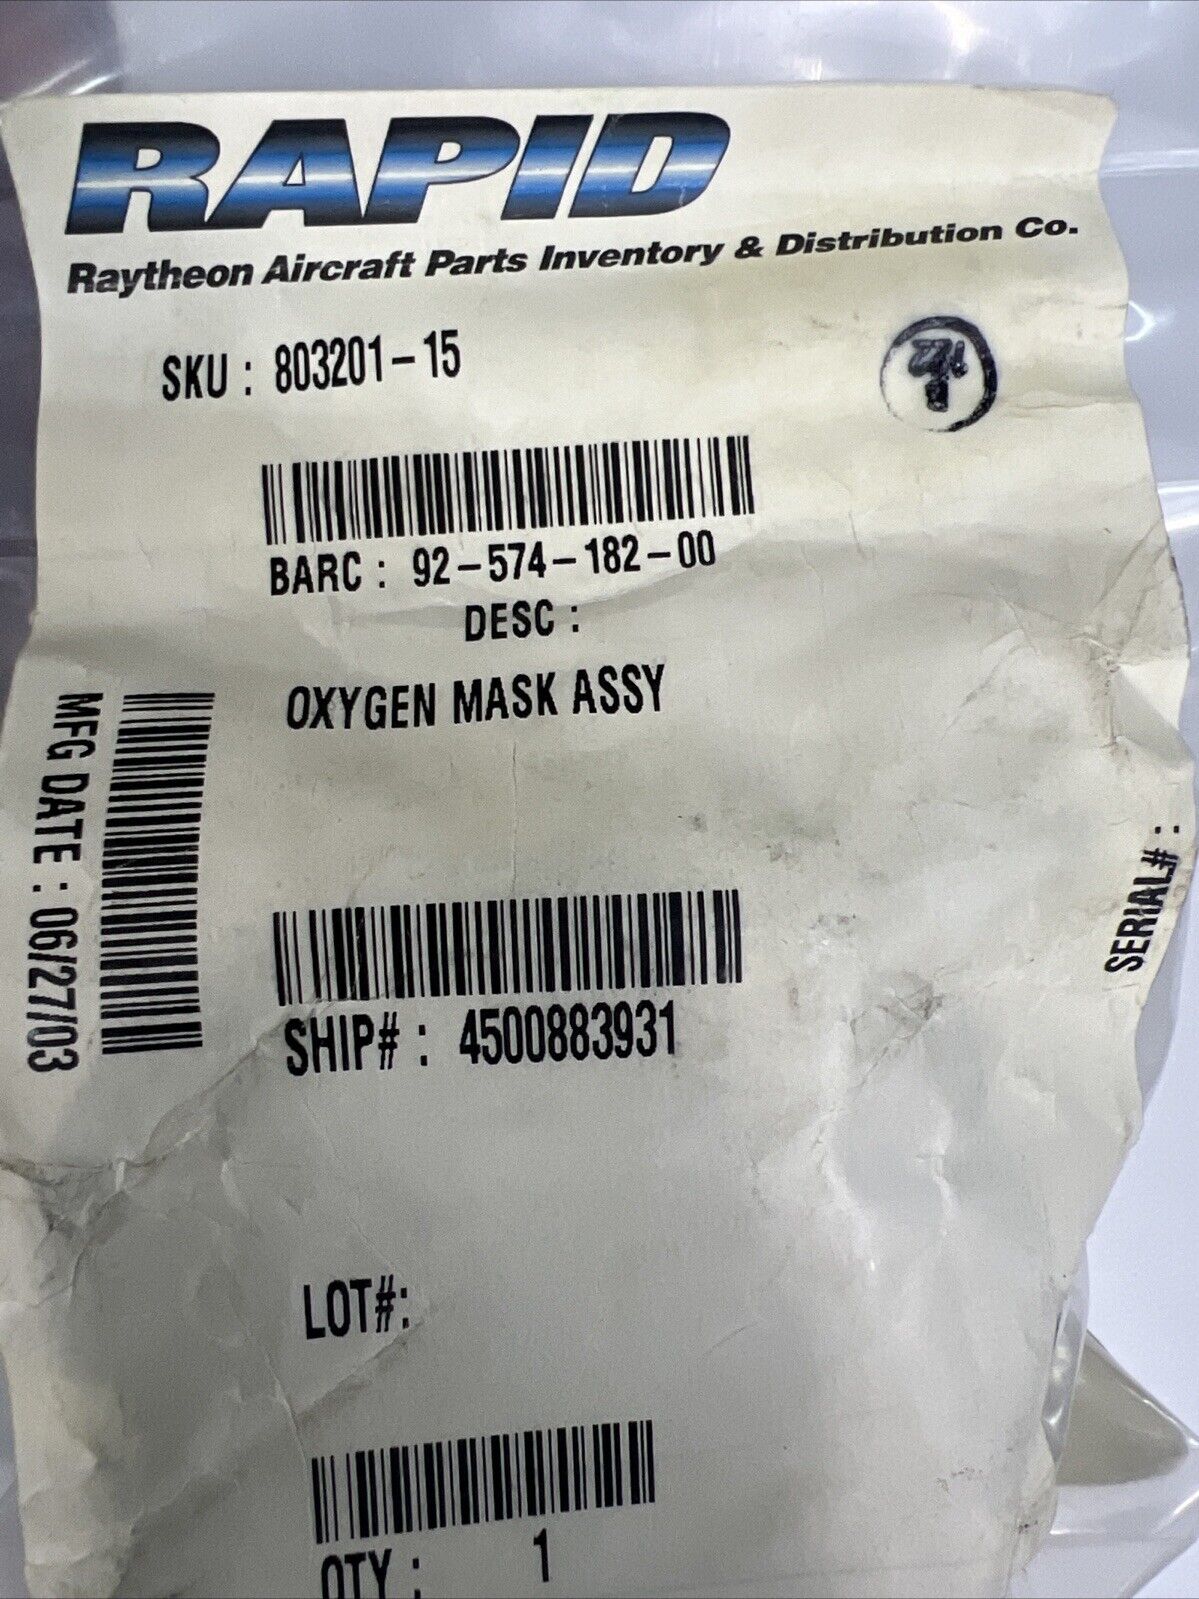 RAPID
Raytheon Aircraft Parts Inventory & Distribution Co.
SKU : 803201-15
BARC : 92-574-182-00
DESC :
OXYGEN MASK ASSY
MFG DATE : 06/27/03
SERIAL# :
SHIP# : 4500883931
LOT#:
QTY : 1